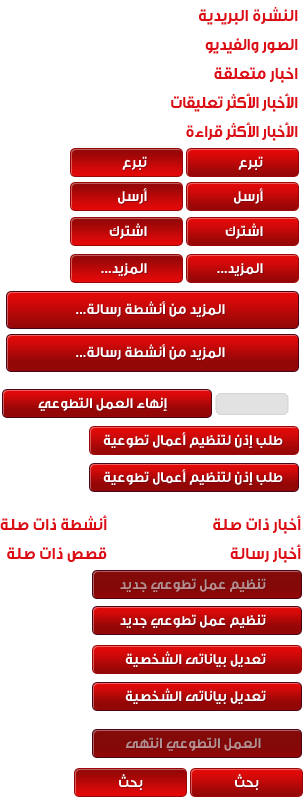 النشرة البريدية
الصور والفيديو
اخبار متعلقة
الأخبار الأكثر تعليقات
الأخبار الأكثر قراءة
تبرع تبرع
أرسل أرسل
اشترك اشترك
المزيد... المزيد...
المزيد من أنشطة رسالة...
المزيد من أنشطة رسالة...
إنهاء العمل التطوعي
طلب إذن لتنظيم أعمال تطوعية
طلب إذن لتنظيم أعمال تطوعية
أخبار ذات صلة أنشطة ذات صلة
أخبار رسالة قصص ذات صلة
تنظيم عمل تطوعي جديد
تنظيم عمل تطوعي جديد
تعديل بياناتى الشخصية
تعديل بياناتى الشخصية
العمل التطوعي انتهى
بحث بحث